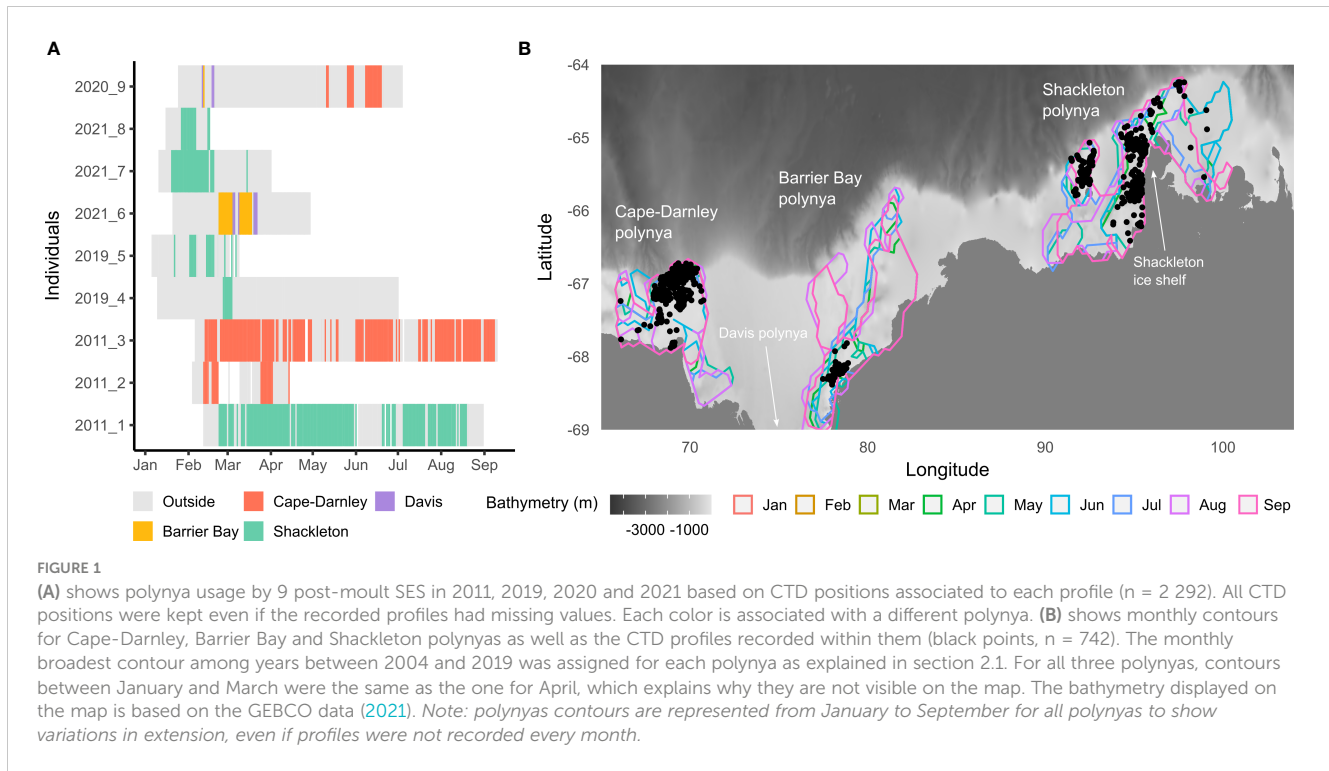 A
Individuals
2020_9
2021_8
2021_7
2021_6
2019_5
2019_4
2011_3
2011_2
2011_1
Jan Feb Mar Apr May Jun Jul Aug Sep
Outside Cape-Darnley Davis
Barrier Bay Shackleton
B
Latitude
-64
-65
-66
-67
-68
-69
Shackleton
polynya
Barrier Bay
polynya
Cape-Darnley
polynya
Shackleton
ice shelf
Davis polynya
70 80 90 100
Longitude
Bathymetry (m) -3000 -1000 Jan Feb Mar Apr May Jun Jul Aug Sep
FIGURE 1
(A) shows polynya usage by 9 post-moult SES in 2011, 2019, 2020 and 2021 based on CTD positions associated to each profile (n = 2 292). All CTD
positions were kept even if the recorded profiles had missing values. Each color is associated with a different polynya. (B) shows monthly contours
for Cape-Darnley, Barrier Bay and Shackleton polynyas as well as the CTD profiles recorded within them (black points, n = 742). The monthly
broadest contour among years between 2004 and 2019 was assigned for each polynya as explained in section 2.1. For all three polynyas, contours
between January and March were the same as the one for April, which explains why they are not visible on the map. The bathymetry displayed on
the map is based on the GEBCO data (2021). Note: polynyas contours are represented from January to September for all polynyas to show
variations in extension, even if profiles were not recorded every month.